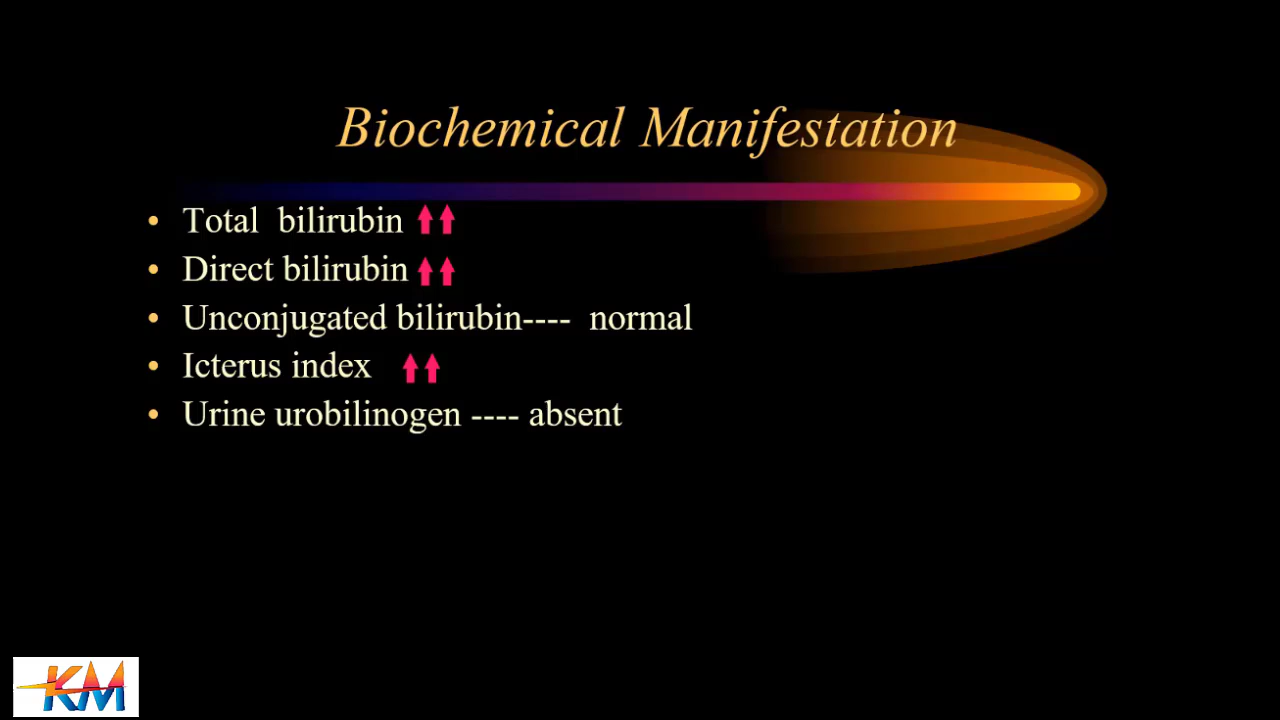 Biochemical Manifestation
• Total bilirubin ⬆⬆
• Direct bilirubin ⬆⬆
• Unconjugated bilirubin---- normal
• Icterus index ⬆⬆
• Urine urobilinogen ---- absent
KM